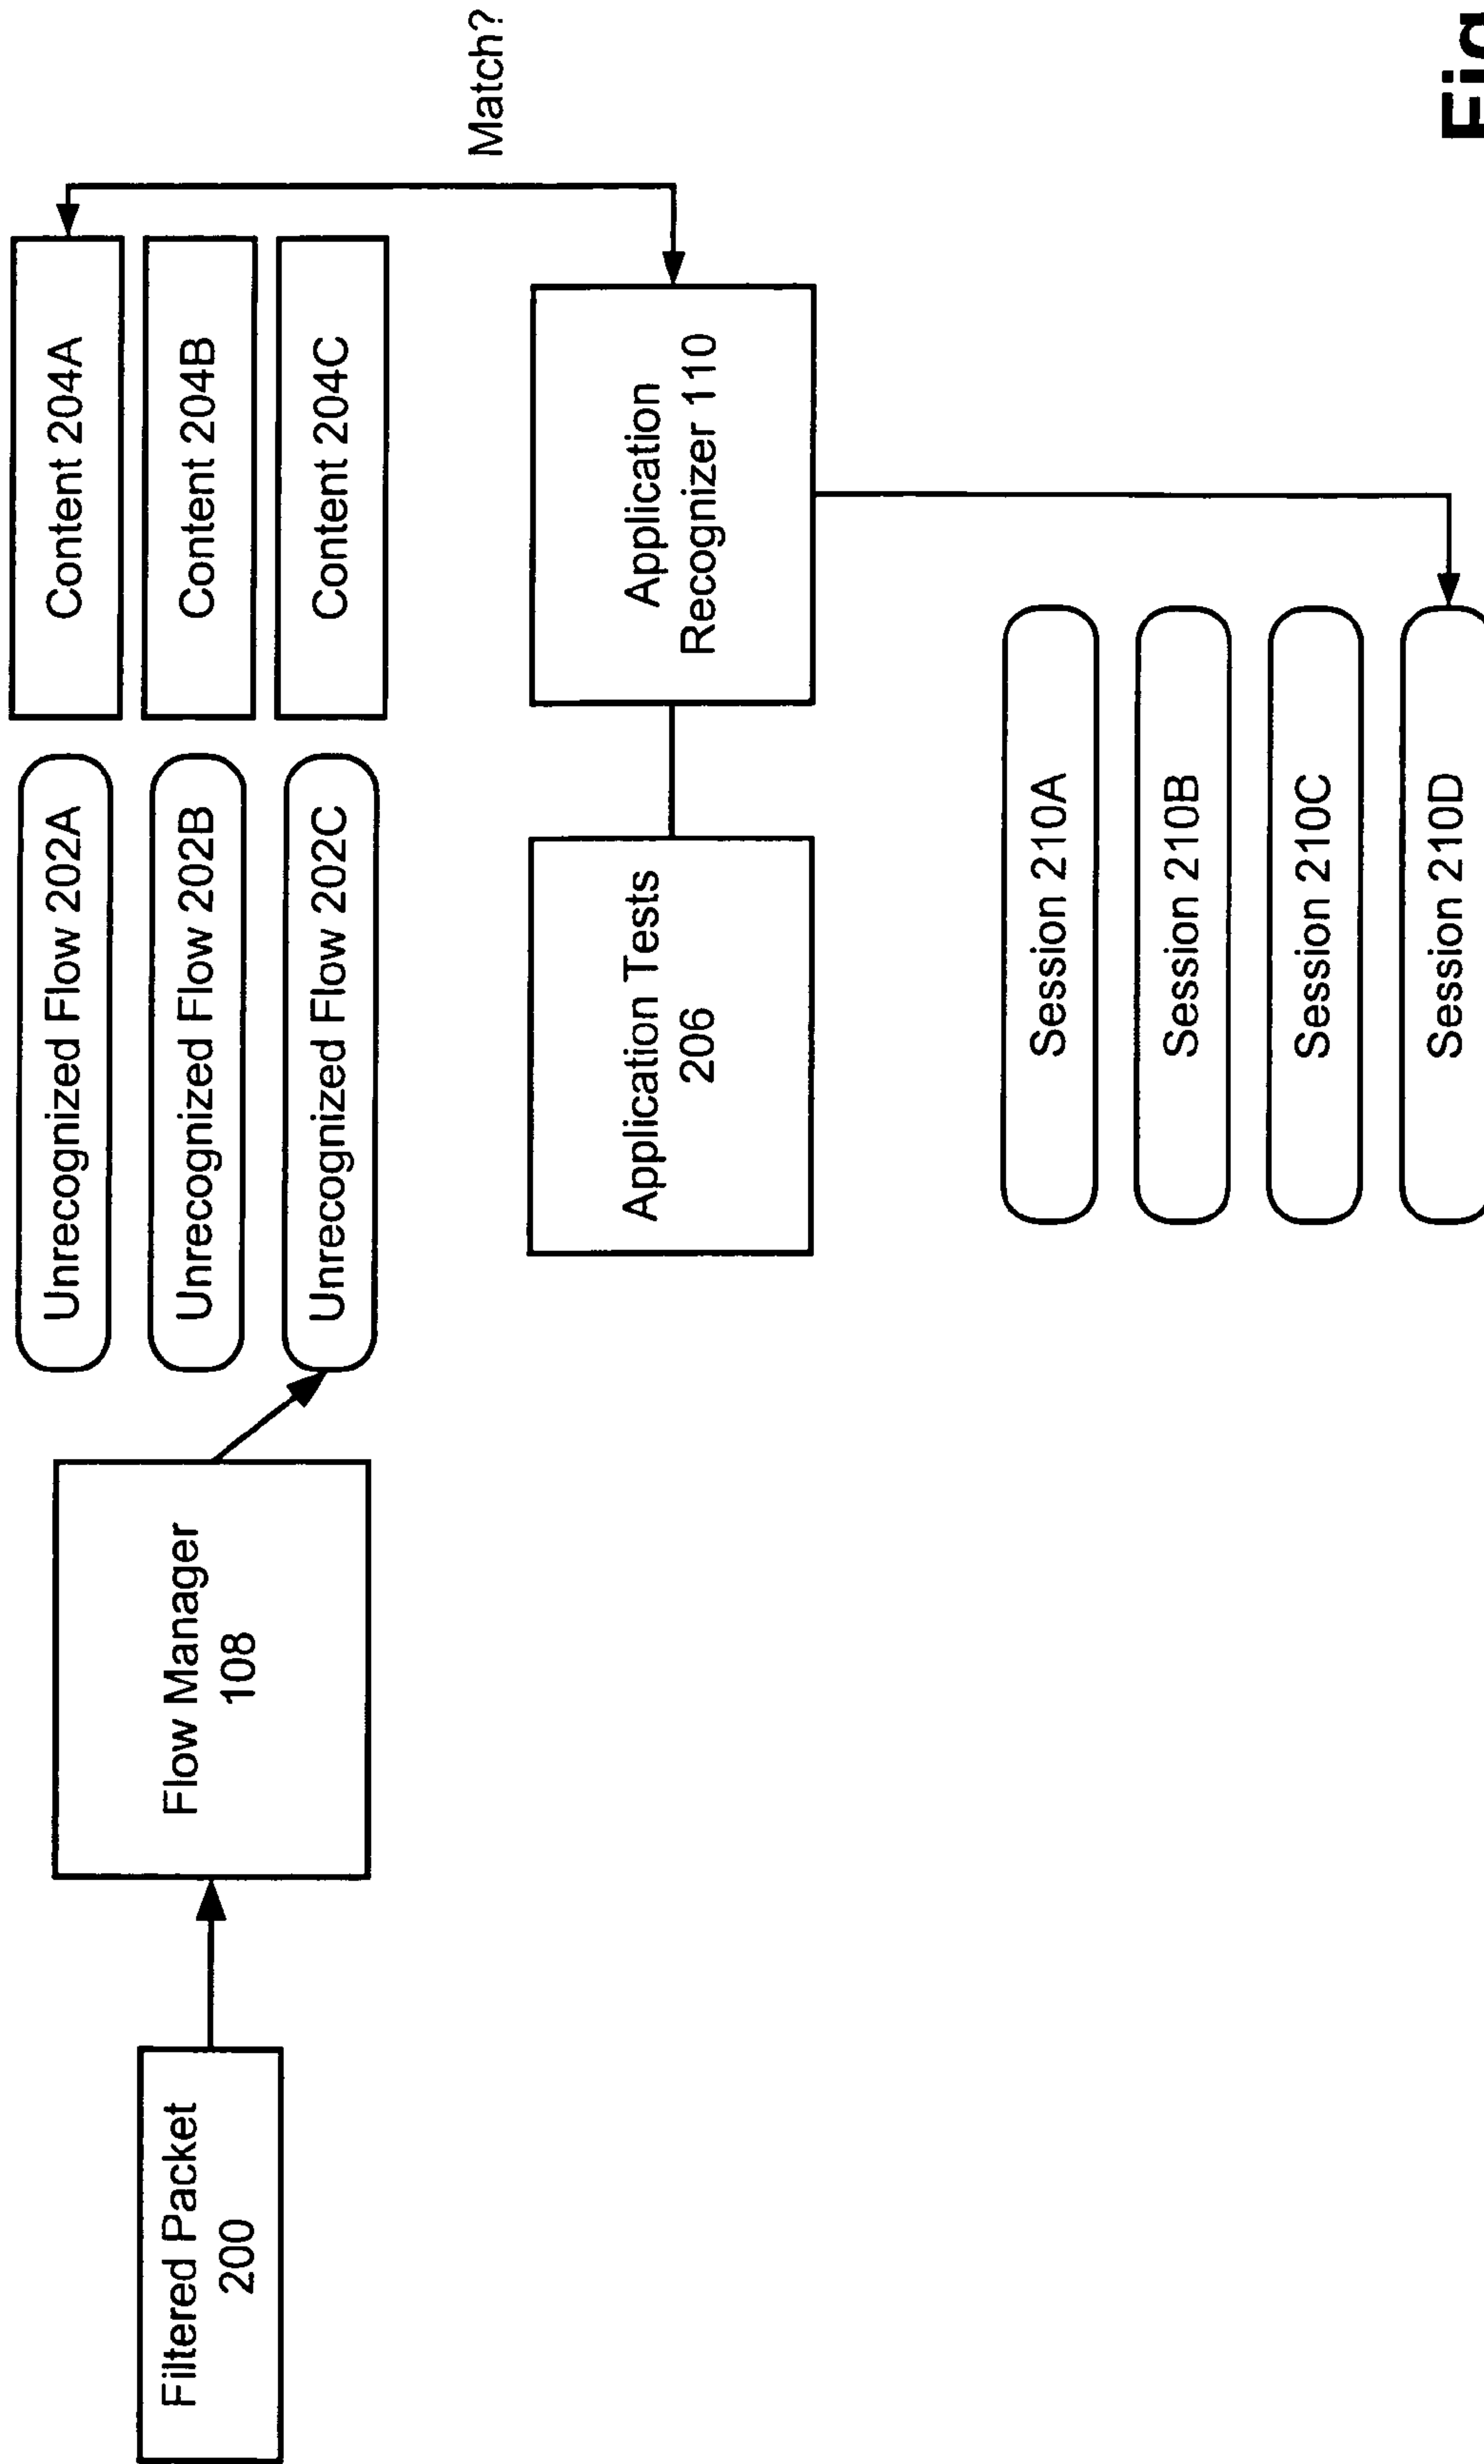 Filtered Packet
200
Flow Manager
108
Unrecognized Flow 202A
Unrecognized Flow 202B
Unrecognized Flow 202C
Content 204A
Content 204B
Content 204C
Match?
Application Tests
206
Application
Recognizer 110
Session 210A
Session 210B
Session 210C
Session 210D
Fig